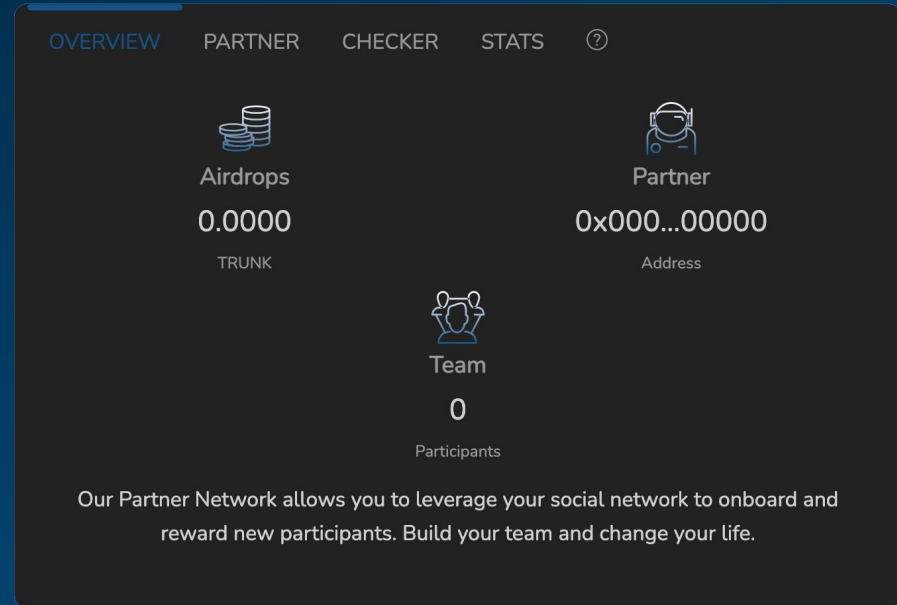 OVERVIEW PARTNER CHECKER STATS ?
Airdrops
0.0000
TRUNK
Partner
0x000...00000
Address
Team
0
Participants
Our Partner Network allows you to leverage your social network to onboard and
reward new participants. Build your team and change your life.